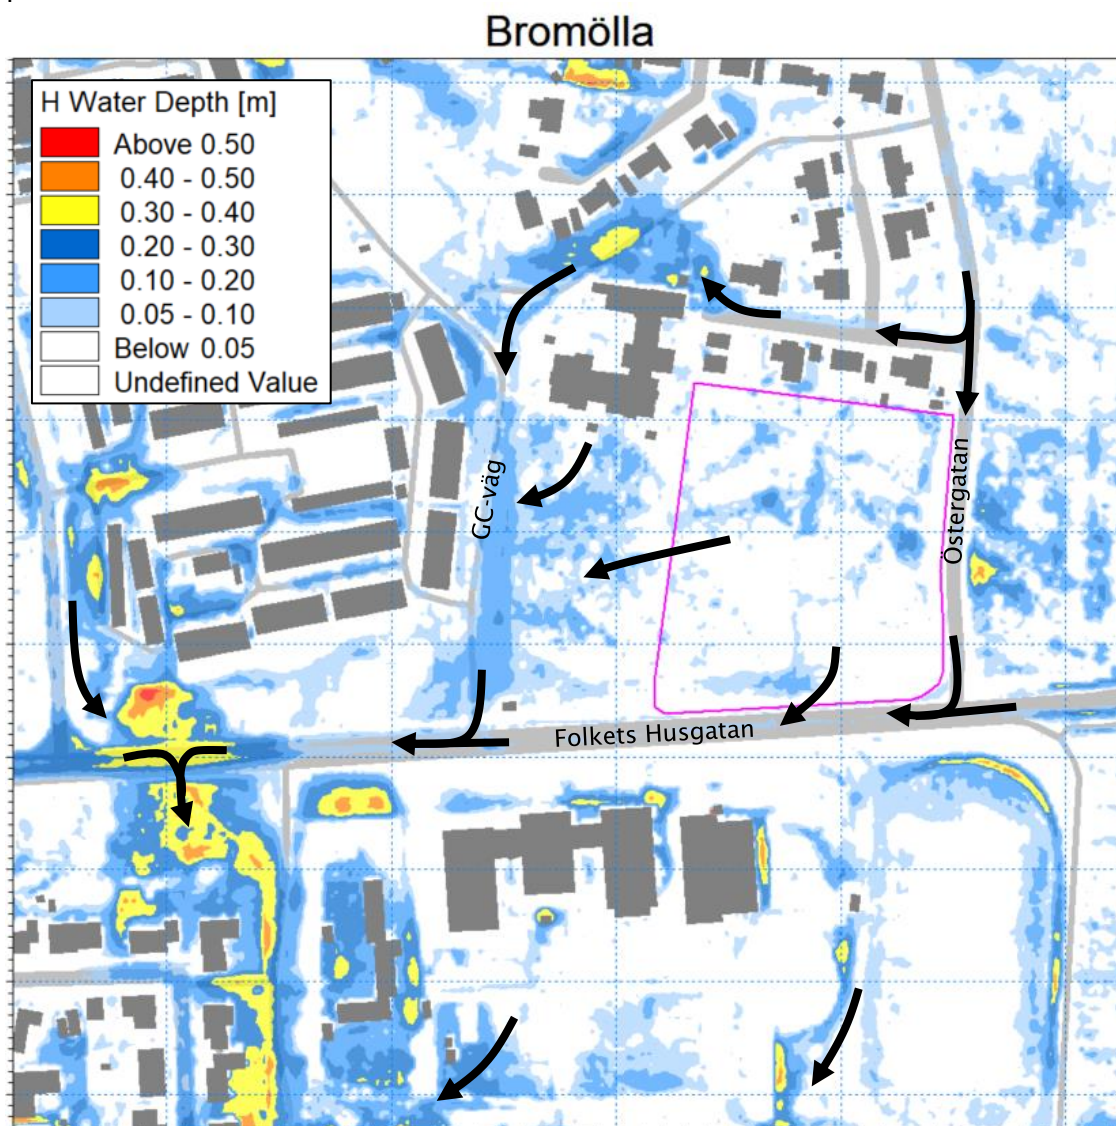 Bromölla
H Water Depth [m]
Above 0.50
0.40 - 0.50
0.30 - 0.40
0.20 - 0.30
0.10 - 0.20
0.05 - 0.10
Below 0.05
Undefined Value
GC-väg
Östergatan
Folkets Husgatan